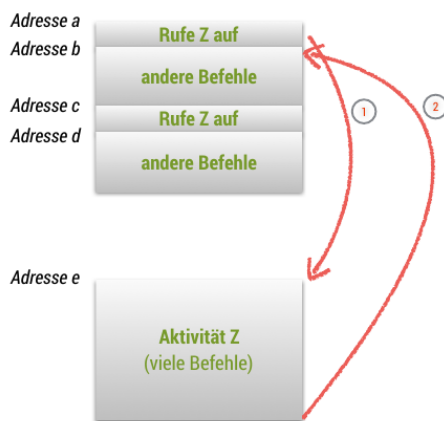 Adresse a
Rufe Z auf
Adresse b
andere Befehle
Adresse c
Rufe Z auf
Adresse d
andere Befehle
1
2
Adresse e
Aktivität Z
(viele Befehle)